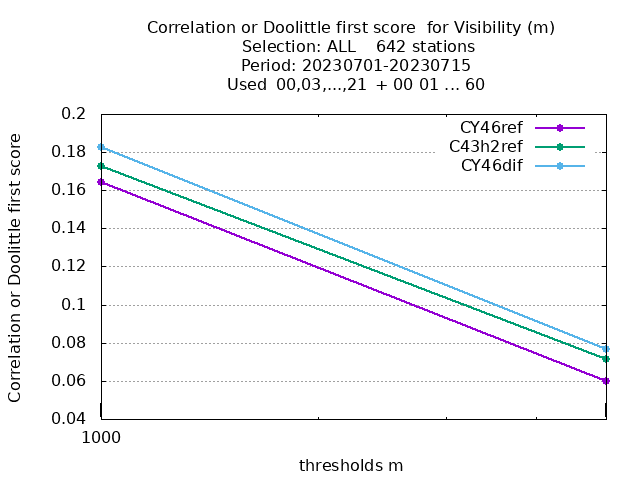 Correlation or Doolittle first score  for Visibility (m)
Selection: ALL    642 stations
Period: 20230701-20230715
Used  00,03,...,21  + 00 01 ... 60
Correlation or Doolittle first score
0.2
0.18
0.16
0.14
0.12
0.1
0.08
0.06
0.04
CY46ref
C43h2ref
CY46dif
1000
thresholds m